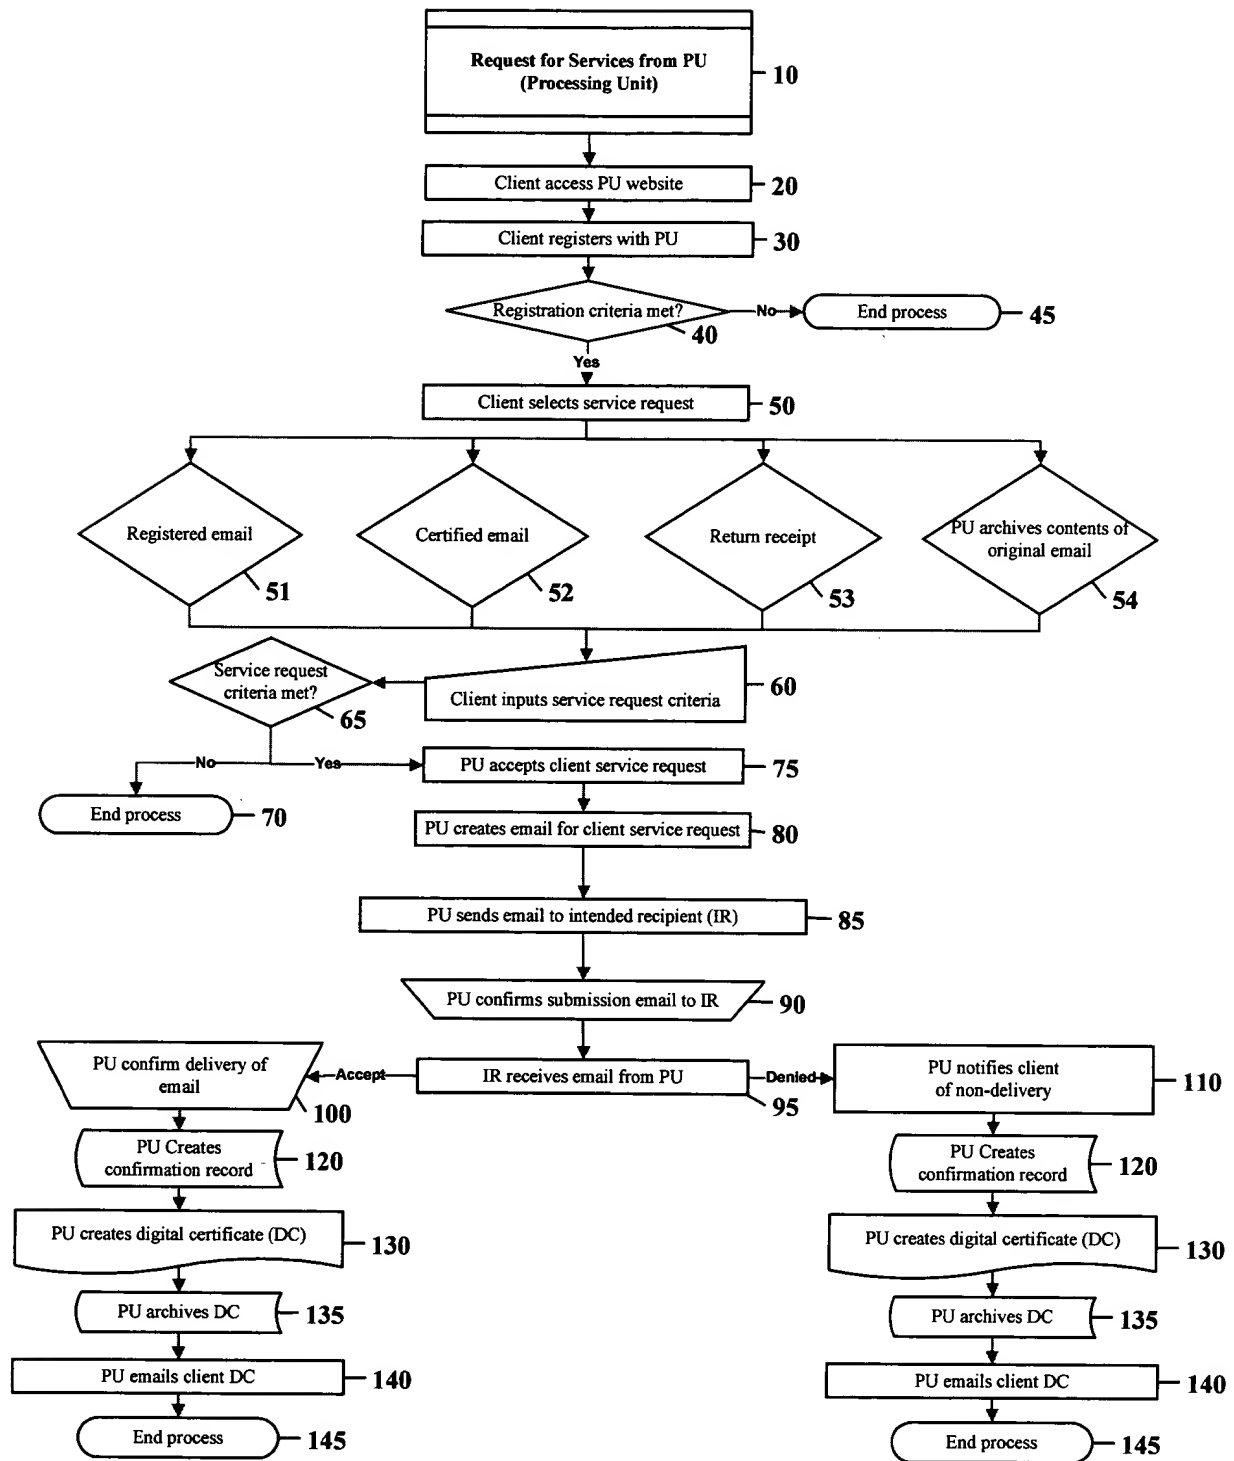 Request for Services from PU
(Processing Unit)
10
Client access PU website
20
Client registers with PU
30
Registration criteria met?
40
No
End process
45
Yes
Client selects service request
50
Registered email
51
Certified email
52
Return receipt
53
PU archives contents of
original email
54
Service request
criteria met?
65
Client inputs service request criteria
60
No
Yes
PU accepts client service request
75
End process
70
PU creates email for client service request
80
PU sends email to intended recipient (IR)
85
PU confirms submission email to IR
90
PU confirm delivery of
email
100
Accept
IR receives email from PU
95
Denied
PU notifies client
of non-delivery
110
PU Creates
confirmation record
120
PU Creates
confirmation record
120
PU creates digital certificate (DC)
130
PU creates digital certificate (DC)
130
PU archives DC
135
PU archives DC
135
PU emails client DC
140
PU emails client DC
140
End process
145
End process
145